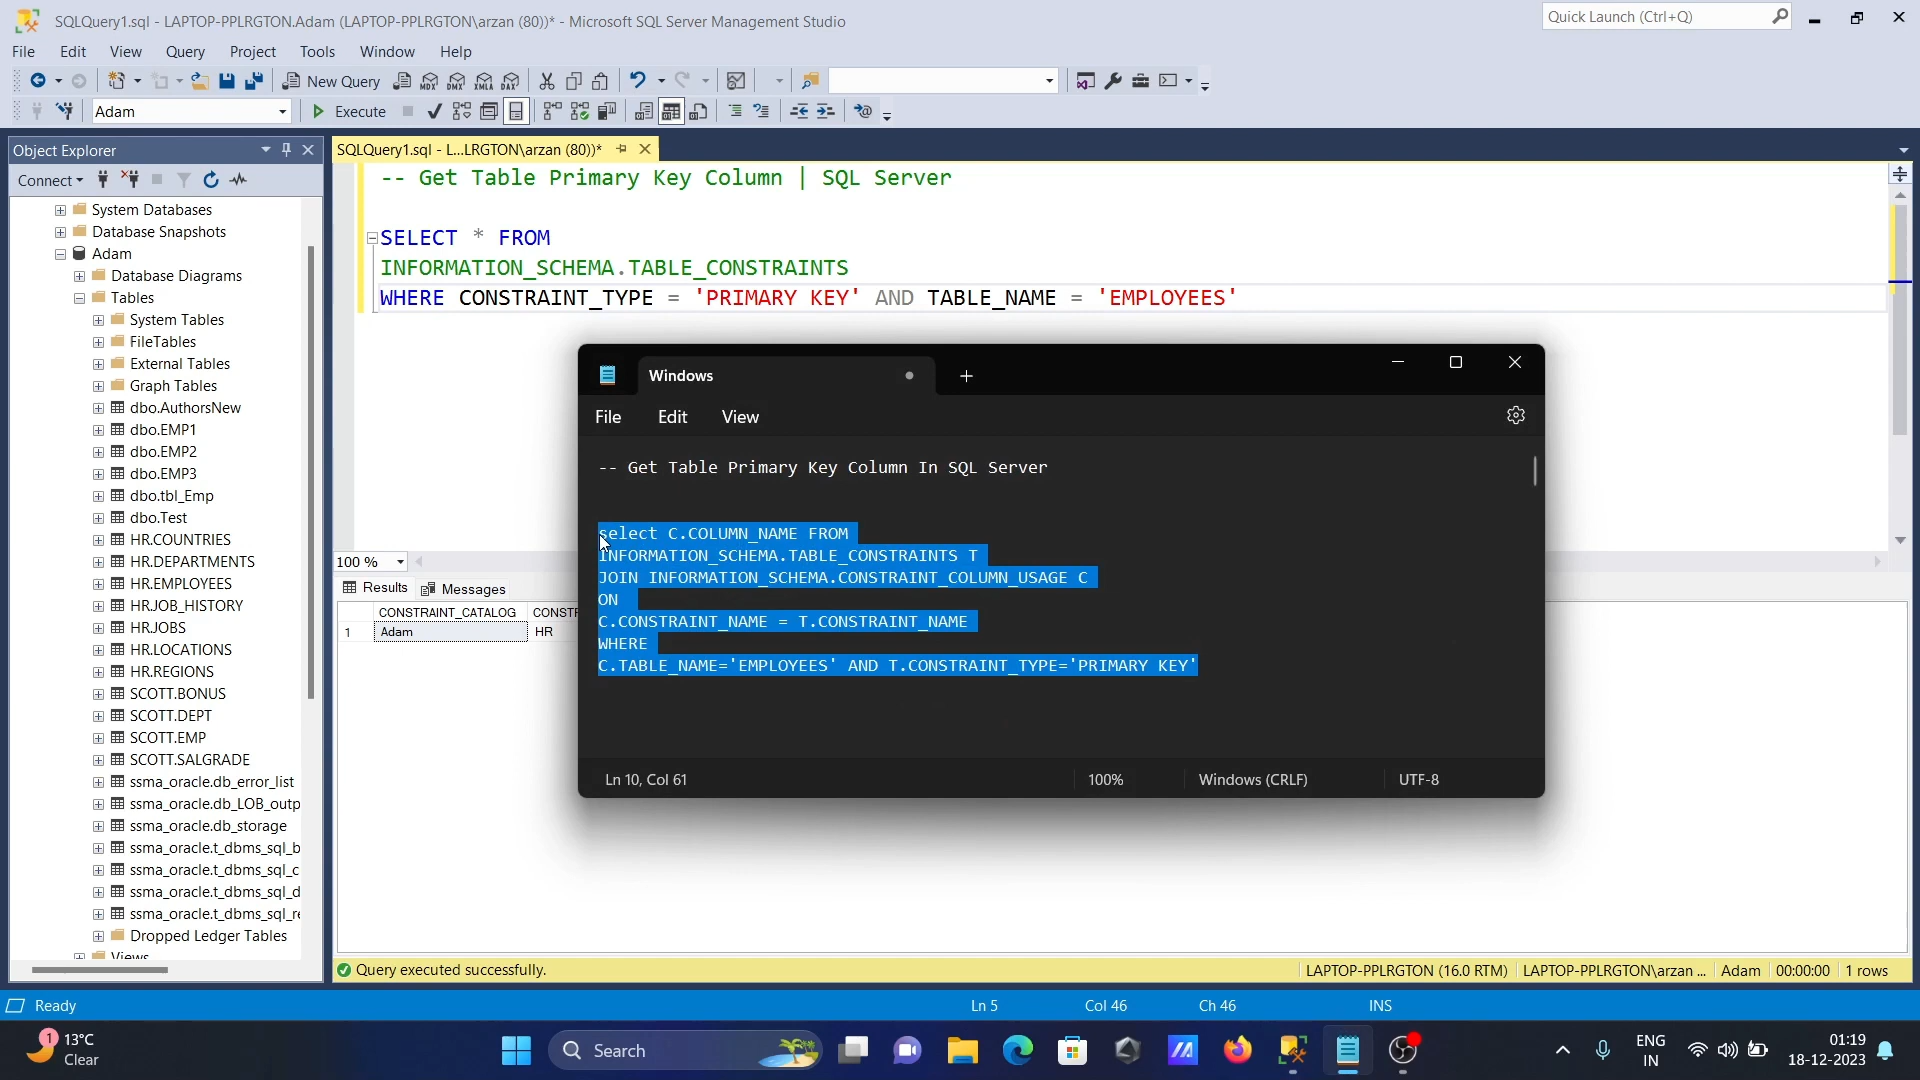 SQLQuery1.sql - LAPTOP-PPLRGTON.Adam (LAPTOP-PPLRGTON\arzan (80))* - Microsoft SQL Server Management Studio
Quick Launch (Ctrl+Q)
File Edit View Query Project Tools Window Help
New Query MDX DMX XMLA DAX
Adam Execute
Object Explorer
SQLQuery1.sql - L...LRGTON\arzan (80))*
Connect
System Databases
Database Snapshots
Adam
Database Diagrams
Tables
System Tables
FileTables
External Tables
Graph Tables
dbo.AuthorsNew
dbo.EMP1
dbo.EMP2
dbo.EMP3
dbo.tbl_Emp
dbo.Test
HR.COUNTRIES
HR.DEPARTMENTS
HR.EMPLOYEES
HR.JOB_HISTORY
HR.JOBS
HR.LOCATIONS
HR.REGIONS
SCOTT.BONUS
SCOTT.DEPT
SCOTT.EMP
SCOTT.SALGRADE
ssma_oracle.db_error_list
ssma_oracle.db_LOB_outp
ssma_oracle.db_storage
ssma_oracle.t_dbms_sql_b
ssma_oracle.t_dbms_sql_c
ssma_oracle.t_dbms_sql_d
ssma_oracle.t_dbms_sql_re
Dropped Ledger Tables
Views
-- Get Table Primary Key Column | SQL Server
SELECT * FROM
INFORMATION_SCHEMA.TABLE_CONSTRAINTS
WHERE CONSTRAINT_TYPE = 'PRIMARY KEY' AND TABLE_NAME = 'EMPLOYEES'
Windows
File Edit View
-- Get Table Primary Key Column In SQL Server
select C.COLUMN_NAME FROM
INFORMATION_SCHEMA.TABLE_CONSTRAINTS T
JOIN INFORMATION_SCHEMA.CONSTRAINT_COLUMN_USAGE C
ON
C.CONSTRAINT_NAME = T.CONSTRAINT_NAME
WHERE
C.TABLE_NAME='EMPLOYEES' AND T.CONSTRAINT_TYPE='PRIMARY KEY'
Ln 10, Col 61 100% Windows (CRLF) UTF-8
100 %
Results Messages
CONSTRAINT_CATALOG CONSTR
1 Adam HR
Query executed successfully. LAPTOP-PPLRGTON (16.0 RTM) LAPTOP-PPLRGTON\arzan ... Adam 00:00:00 1 rows
Ready Ln 5 Col 46 Ch 46 INS
1 13°C
Clear
Search
ENG
IN
01:19
18-12-2023